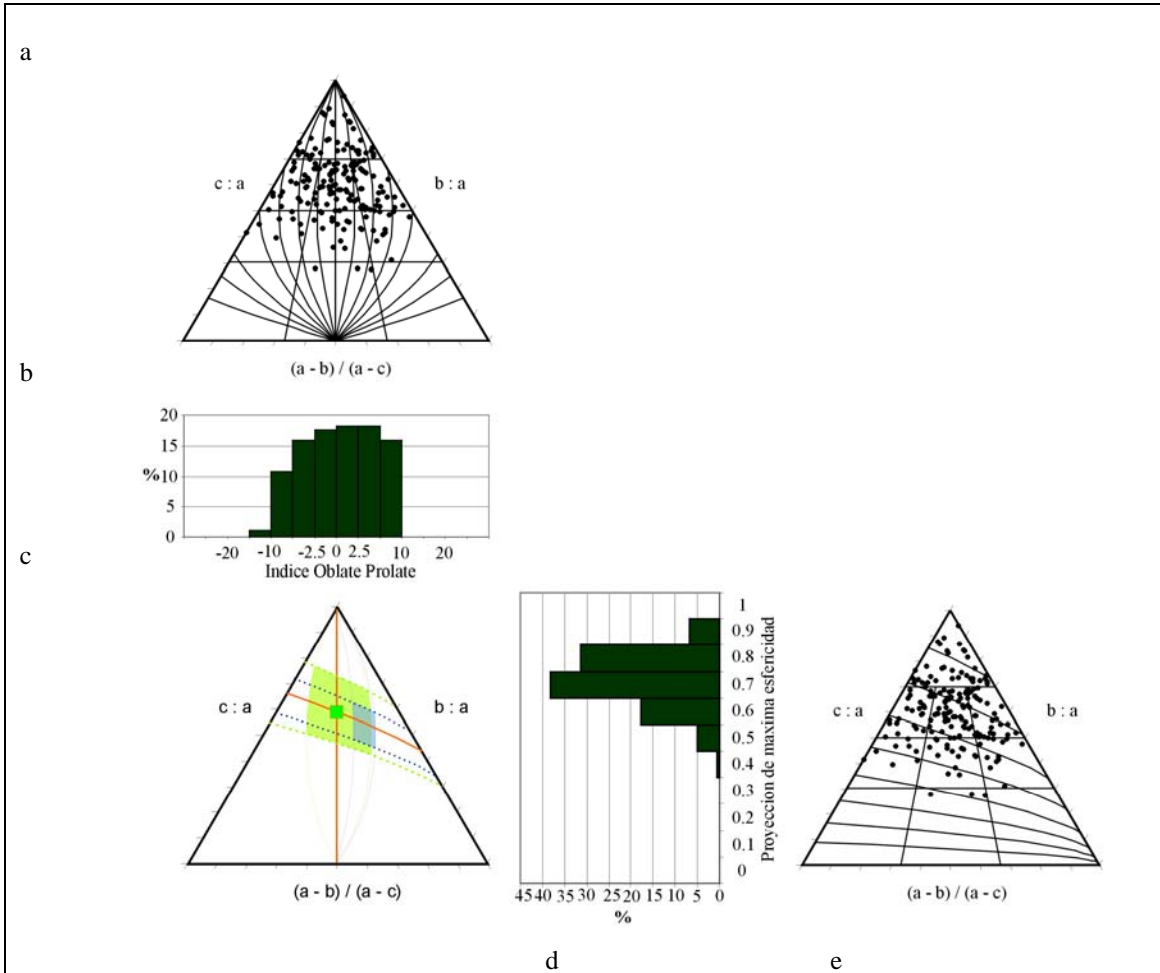 a
c : a
b : a
(a - b) / (a - c)
b
20
15
%10
5
0
-20 -10 -2.5 0 2.5 10 20
Indice Oblate Prolate
c
c : a
b : a
(a - b) / (a - c)
1
0.9
0.8
0.7
0.6
0.5
0.4
0.3
0.2
0.1
0
Proyeccion de maxima esfericidad
45 40 35 30 25 20 15 10 5 0
%
c : a
b : a
(a - b) / (a - c)
d
e